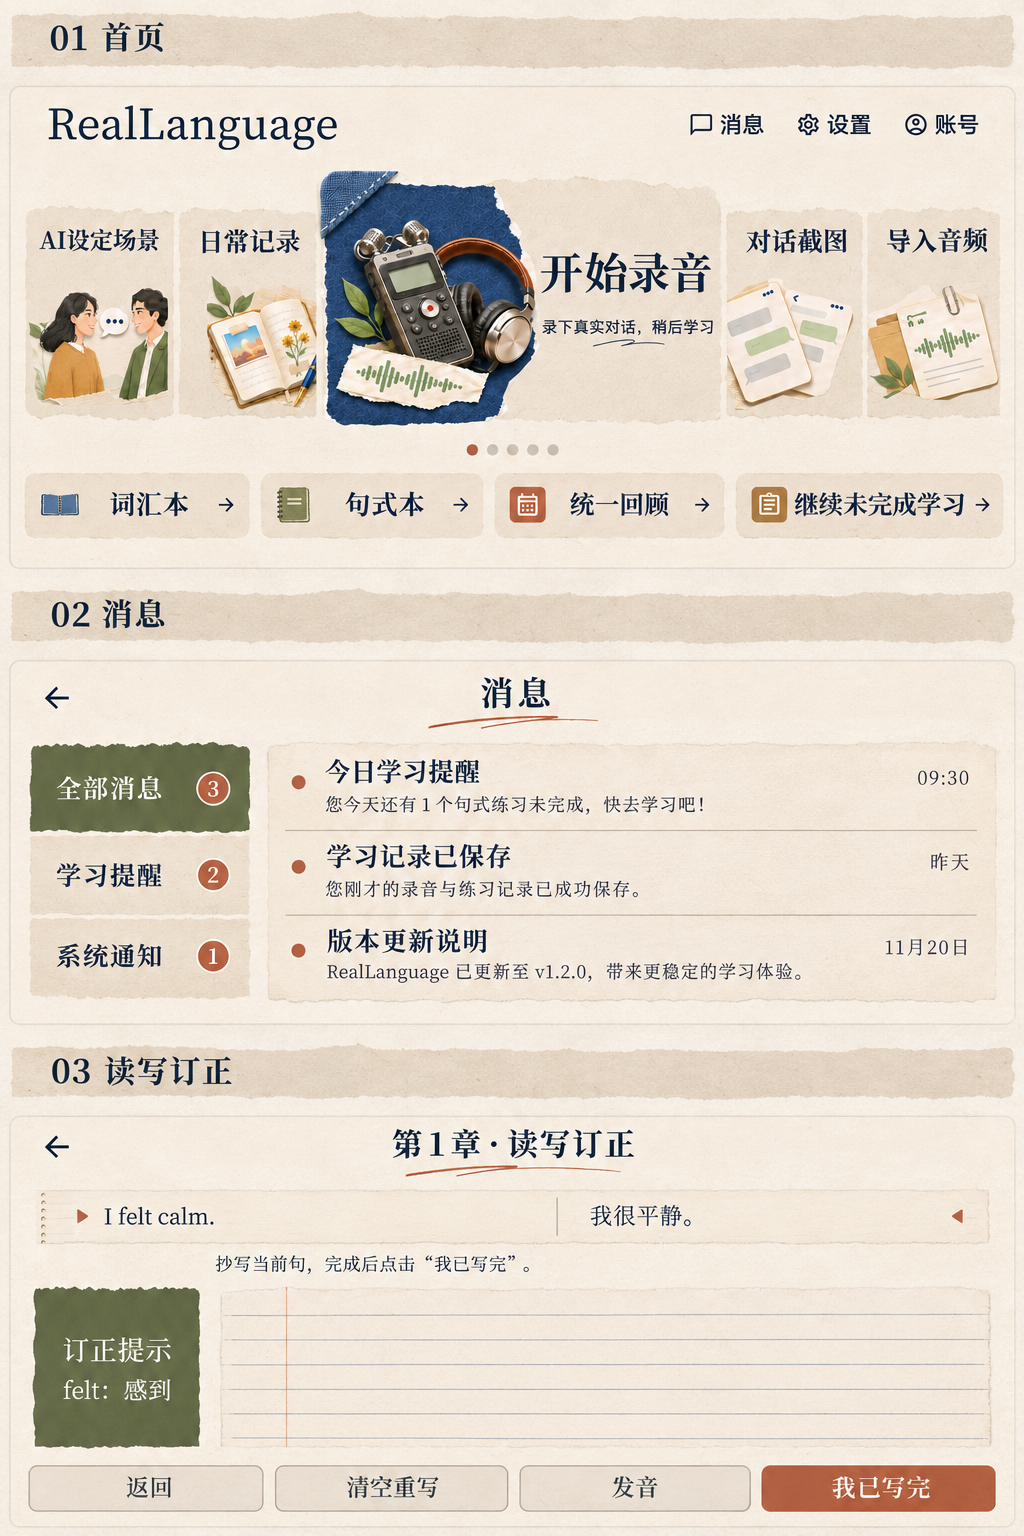 01 首页
RealLanguage
消息
设置
账号
AI设定场景
日常记录
开始录音
录下真实对话，稍后学习
对话截图
导入音频
词汇本
句式本
统一回顾
继续未完成学习
02 消息
消息
全部消息 3
学习提醒 2
系统通知 1
今日学习提醒
09:30
您今天还有 1 个句式练习未完成，快去学习吧！
学习记录已保存
昨天
您刚才的录音与练习记录已成功保存。
版本更新说明
11月20日
RealLanguage 已更新至 v1.2.0，带来更稳定的学习体验。
03 读写订正
第1章·读写订正
I felt calm.
我很平静。
抄写当前句，完成后点击“我已写完”。
订正提示
felt：感到
返回
清空重写
发音
我已写完